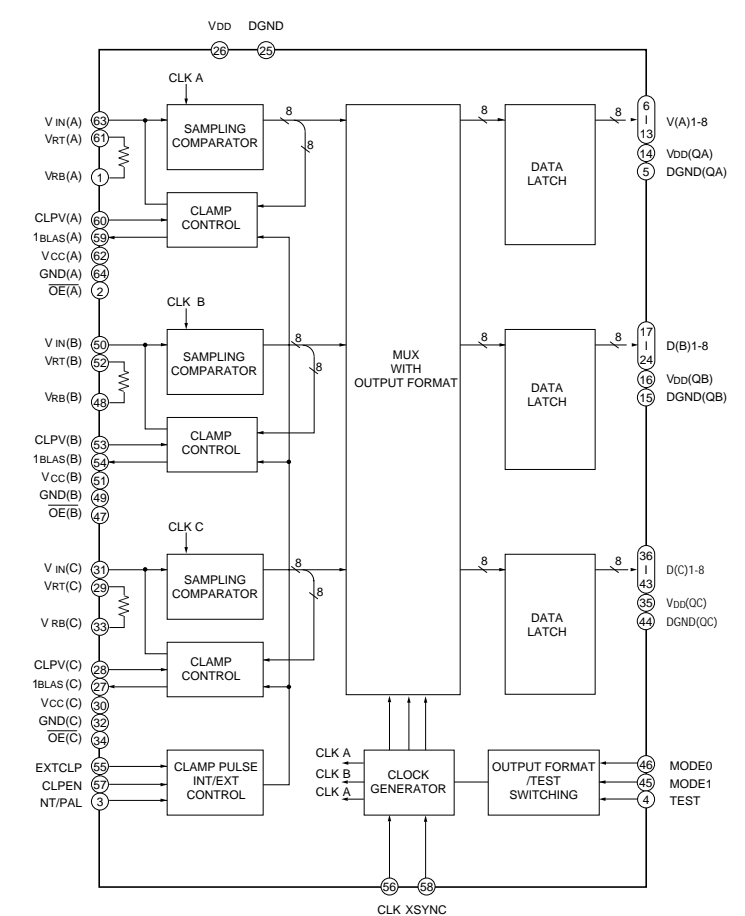 VDD DGND
26 25
CLK A
V IN(A) 63
VRT(A) 61
VRB(A) 1
CLPV(A) 60
1BLAS(A) 59
VCC(A) 62
GND(A) 64
OE(A) 2
SAMPLING
COMPARATOR
8
8
CLAMP
CONTROL
CLK B
V IN(B) 50
VRT(B) 52
VRB(B) 48
CLPV(B) 53
1BLAS(B) 54
VCC(B) 51
GND(B) 49
OE(B) 47
SAMPLING
COMPARATOR
8
8
CLAMP
CONTROL
CLK C
V IN(C) 31
VRT(C) 29
V RB(C) 33
CLPV(C) 28
1BLAS(C) 27
VCC(C) 30
GND(C) 32
OE(C) 34
SAMPLING
COMPARATOR
8
8
CLAMP
CONTROL
EXTCLP 55
CLPEN 57
NT/PAL 3
CLAMP PULSE
INT/EXT
CONTROL
MUX
WITH
OUTPUT FORMAT
8
DATA
LATCH
8
6
I
13
V(A)1-8
14 VDD(QA)
5 DGND(QA)
8
DATA
LATCH
8
17
I
24
D(B)1-8
16 VDD(QB)
15 DGND(QB)
8
DATA
LATCH
8
36
I
43
D(C)1-8
35 VDD(QC)
44 DGND(QC)
CLK A
CLK B
CLK A
CLOCK
GENERATOR
OUTPUT FORMAT
/TEST
SWITCHING
46 MODE0
45 MODE1
4 TEST
56 58
CLK XSYNC